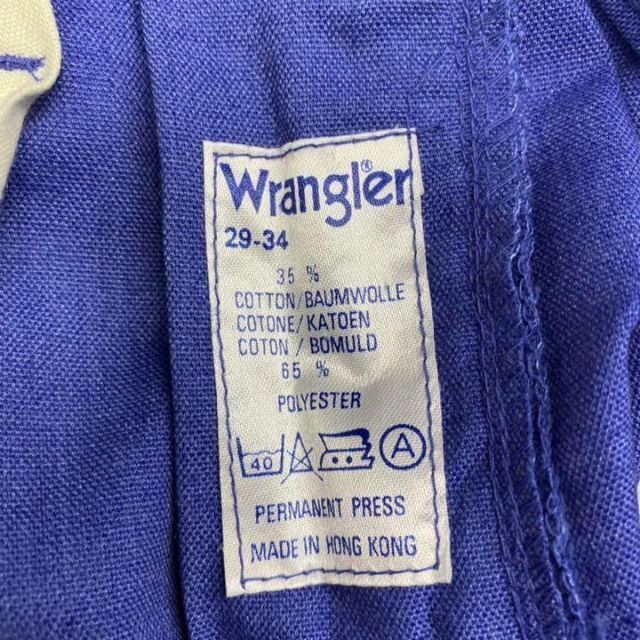 Wrangler®
29-34
35 %
COTTON/BAUMWOLLE
COTONE/KATOEN
COTON/BOMULD
65 %
POLYESTER
40 A
PERMANENT PRESS
MADE IN HONG KONG